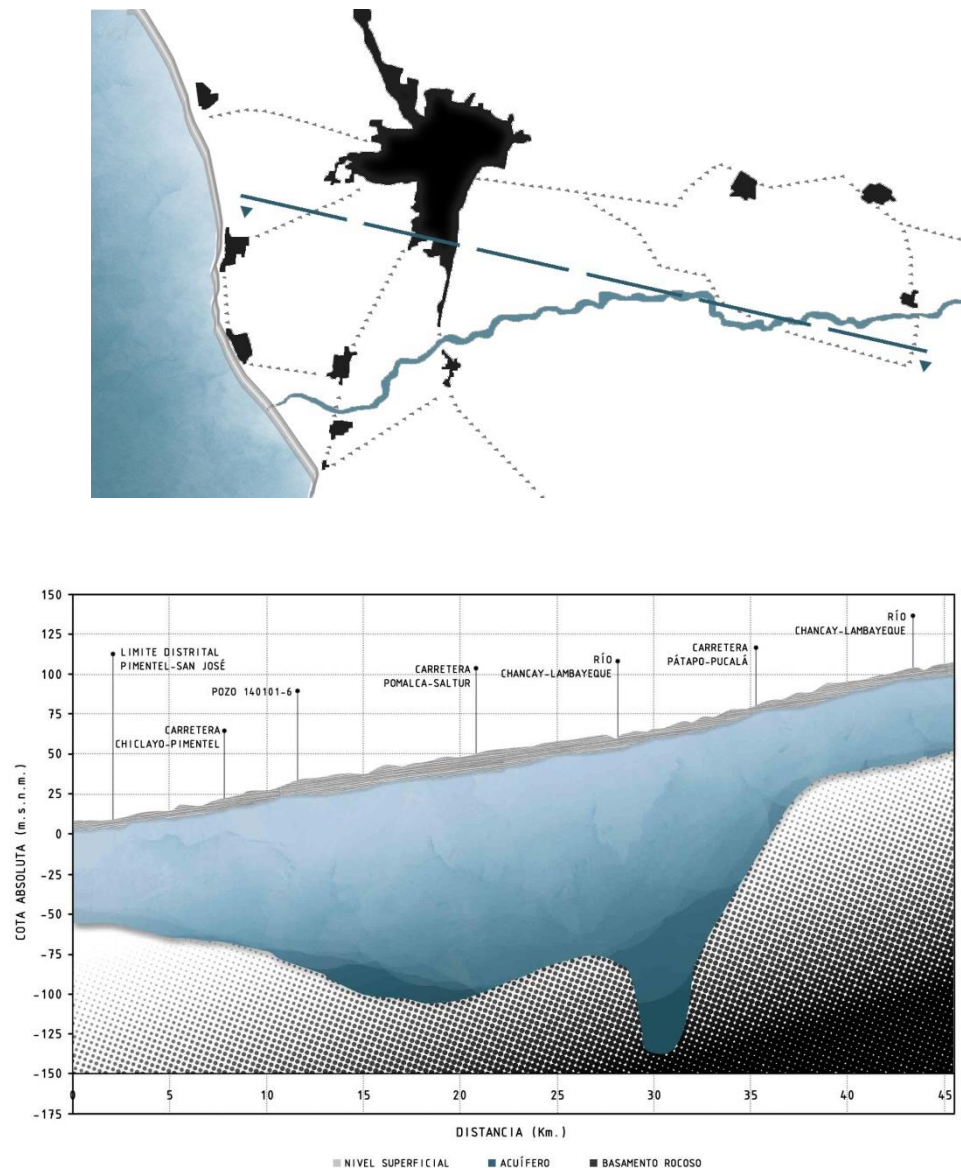 150
125
100
75
50
25
0
-25
-50
-75
-100
-125
-150
-175
COTA ABSOLUTA (m.s.n.m.)
LIMITE DISTRITAL
PIMENTEL-SAN JOSÉ
CARRETERA
CHICLAYO-PIMENTEL
POZO 140101-6
CARRETERA
POMALCA-SALTUR
RÍO
CHANCAY-LAMBAYEQUE
CARRETERA
PÁTAPO-PUCALÁ
RÍO
CHANCAY-LAMBAYEQUE
0 5 10 15 20 25 30 35 40 45
DISTANCIA (Km.)
NIVEL SUPERFICIAL ACUÍFERO BASAMENTO ROCOSO